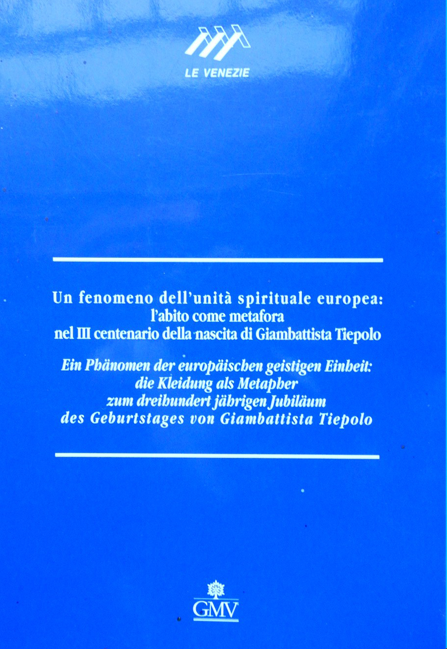 LE VENEZIE
Un fenomeno dell'unità spirituale europea:
l'abito come metafora
nel III centenario della nascita di Giambattista Tiepolo
Ein Phänomen der europäischen geistigen Einheit:
die Kleidung als Metapher
zum dreihundert jährigen Jubiläum
des Geburtstages von Giambattista Tiepolo
GMV